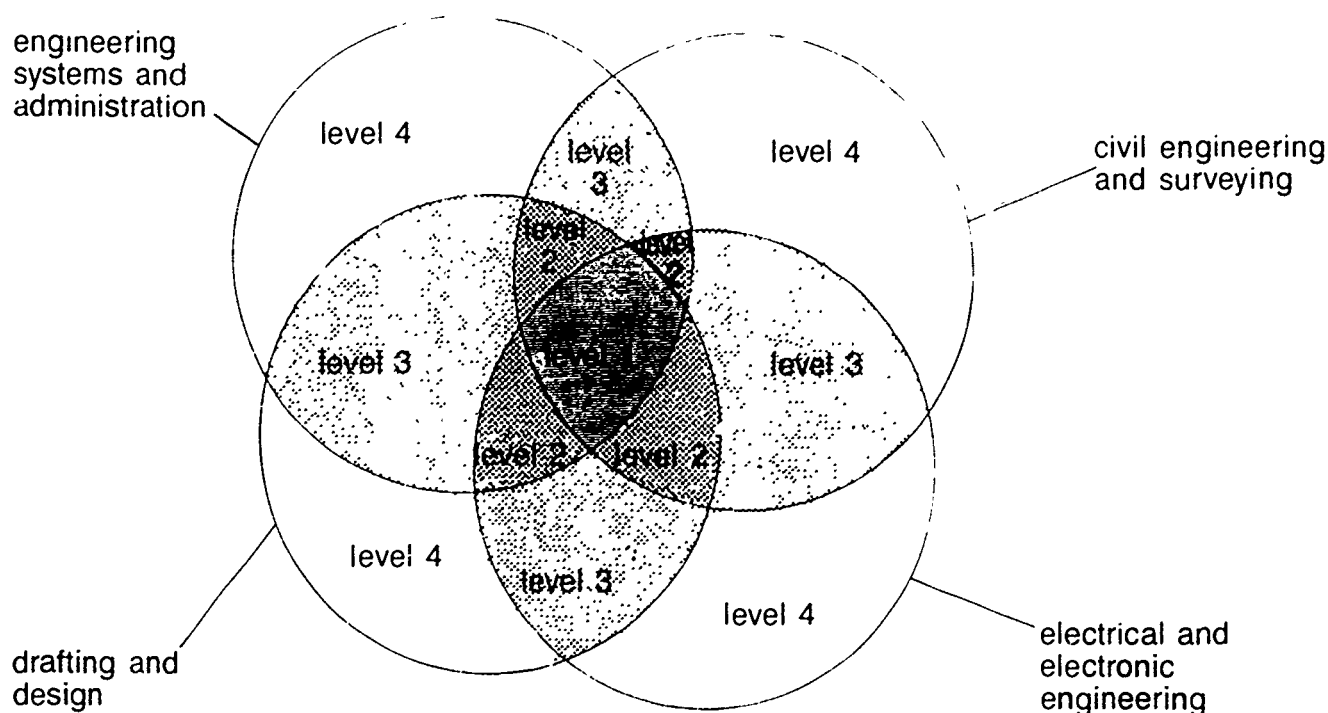 engineering
systems and
administration
level 4
level
3
level 4
civil engineering
and surveying
level
2
level
2
level 3
level 1
level 3
level 2
level 2
level 4
level 3
level 4
drafting and
design
electrical and
electronic
engineering